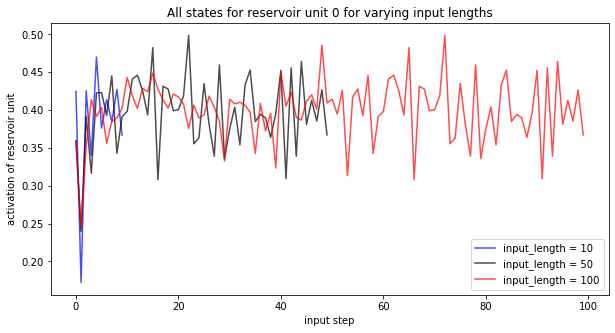 All states for reservoir unit 0 for varying input lengths
activation of reservoir unit
0.50
0.45
0.40
0.35
0.30
0.25
0.20
0
20
40
60
80
100
input step
input_length = 10
input_length = 50
input_length = 100